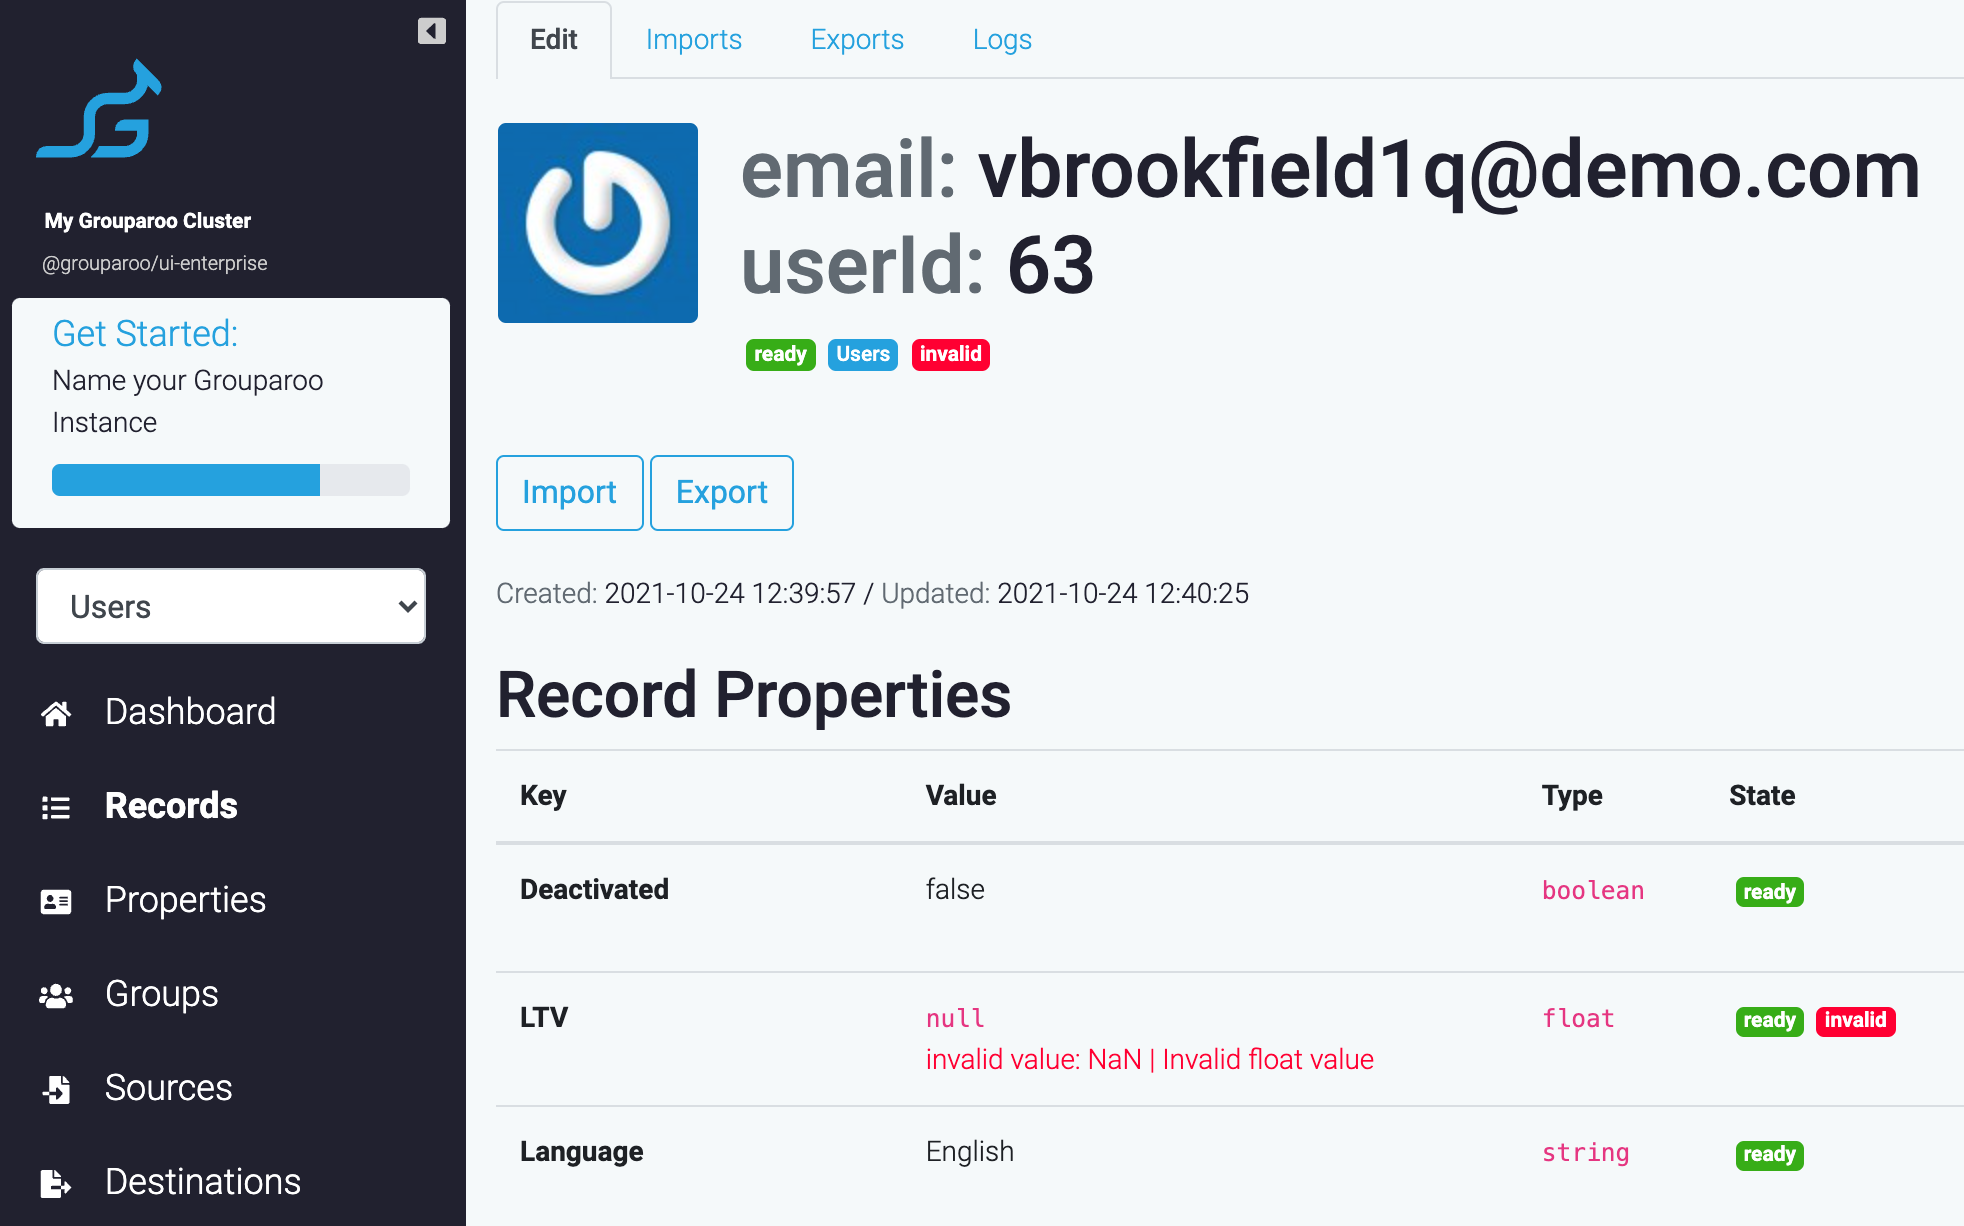 My Grouparoo Cluster
@grouparoo/ui-enterprise
Get Started:
Name your Grouparoo
Instance
Users
Dashboard
Records
Properties
Groups
Sources
Destinations
Edit Imports Exports Logs
email: vbrookfield1q@demo.com
userId: 63
ready Users invalid
Import Export
Created: 2021-10-24 12:39:57 / Updated: 2021-10-24 12:40:25
Record Properties
Key Value Type State
Deactivated false boolean ready
LTV null float ready invalid
invalid value: NaN | Invalid float value
Language English string ready